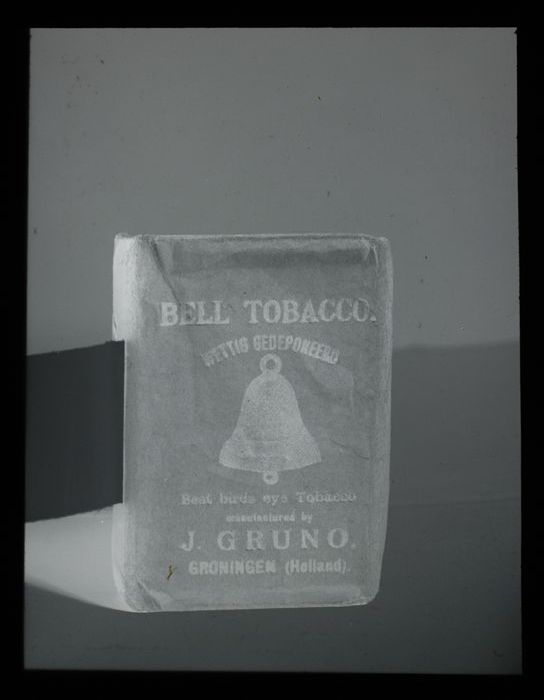 BELL TOBACCO.
WETTIG GEDEPONEERD
Best birds eye Tobacco
manufactured by
J. GRUNO.
GRONINGEN (Holland).